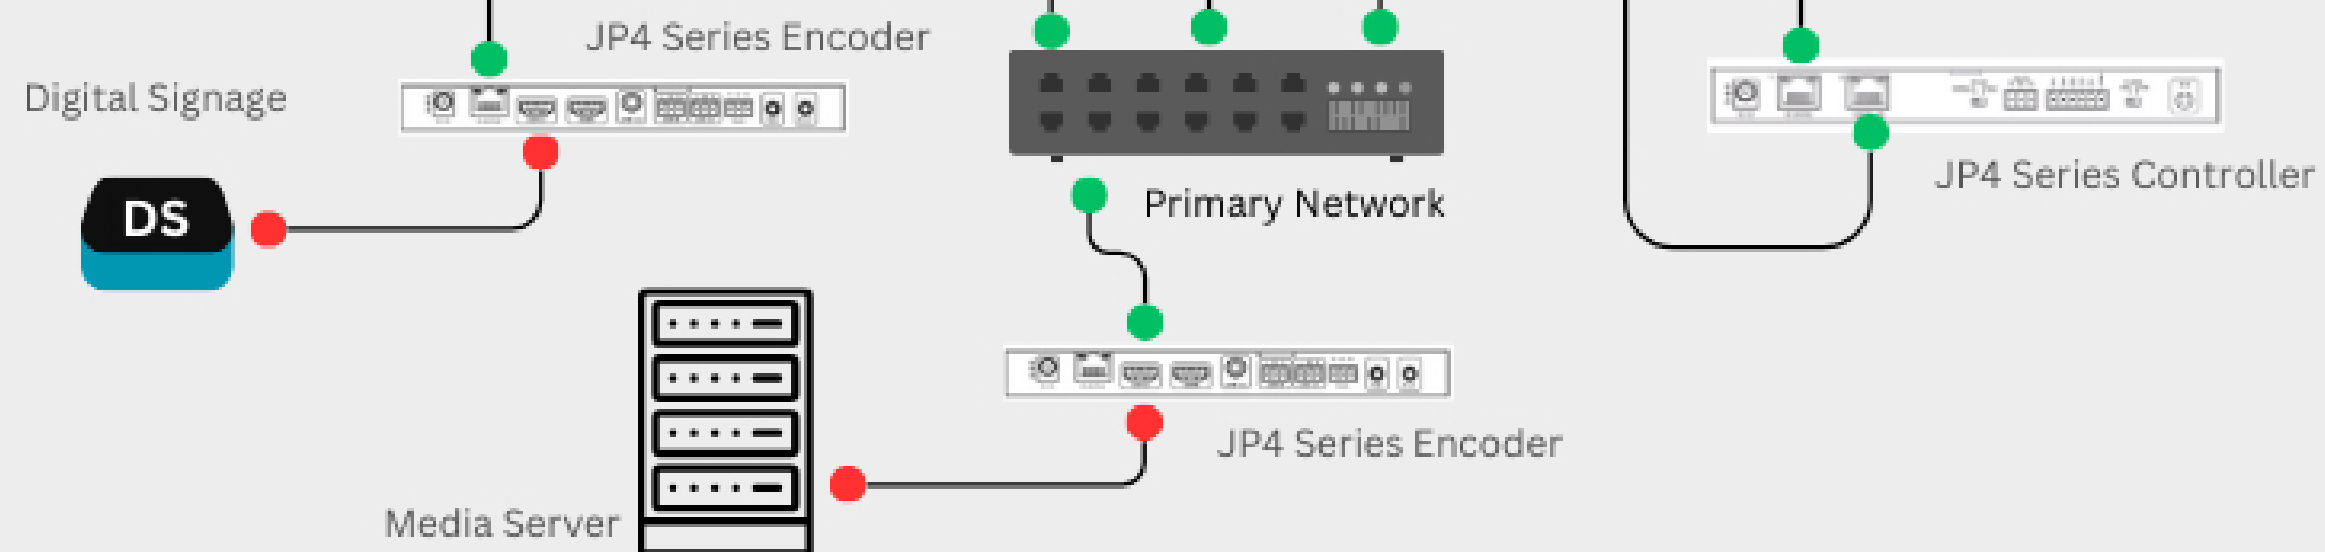 JP4 Series Encoder
Digital Signage
DS
Primary Network
JP4 Series Controller
JP4 Series Encoder
Media Server